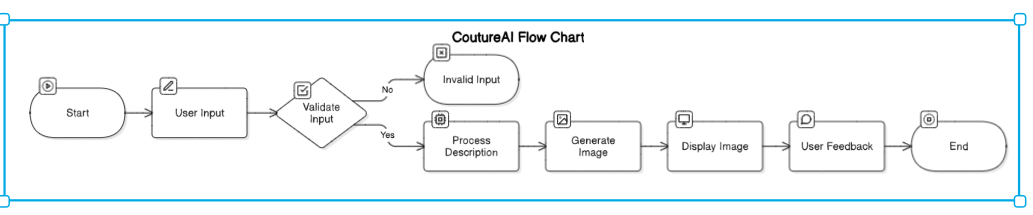 CoutureAI Flow Chart
Start
User Input
Validate
Input
No
Invalid Input
Yes
Process
Description
Generate
Image
Display Image
User Feedback
End